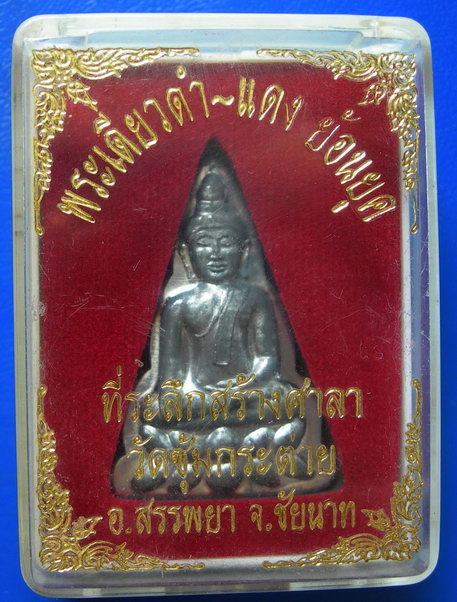 พระเดียวดำ~แดง ย้อนยุค
ที่ระลึกสร้างศาลา
วัดซุ้มกระต่าย
อ.สรรพยา จ.ชัยนาท